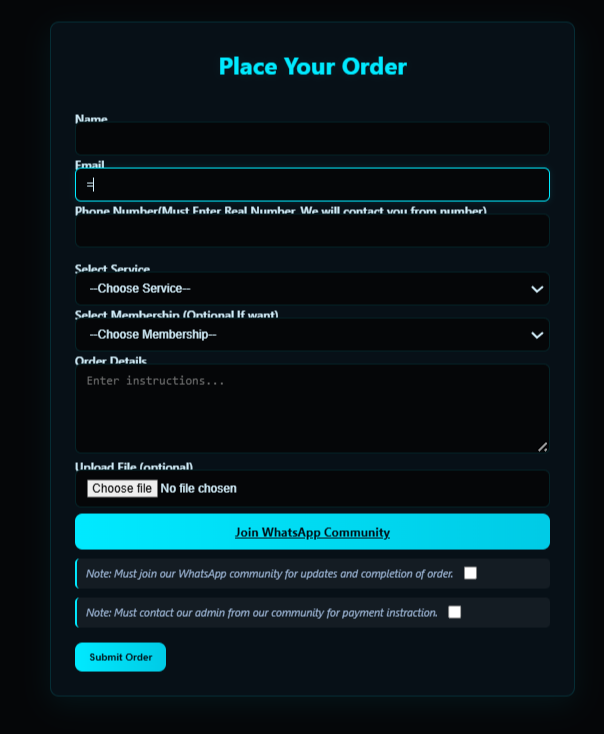 Place Your Order
Name
Email
=
Phone Number(Must Enter Real Number, We will contact you from number)
Select Service
--Choose Service--
Select Membership (Optional If want)
--Choose Membership--
Order Details
Enter instructions...
Upload File (optional)
Choose file No file chosen
Join WhatsApp Community
Note: Must join our WhatsApp community for updates and completion of order.
Note: Must contact our admin from our community for payment instraction.
Submit Order